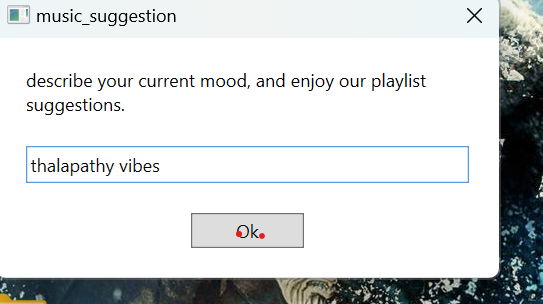 music_suggestion
describe your current mood, and enjoy our playlist
suggestions.
thalapathy vibes
Ok